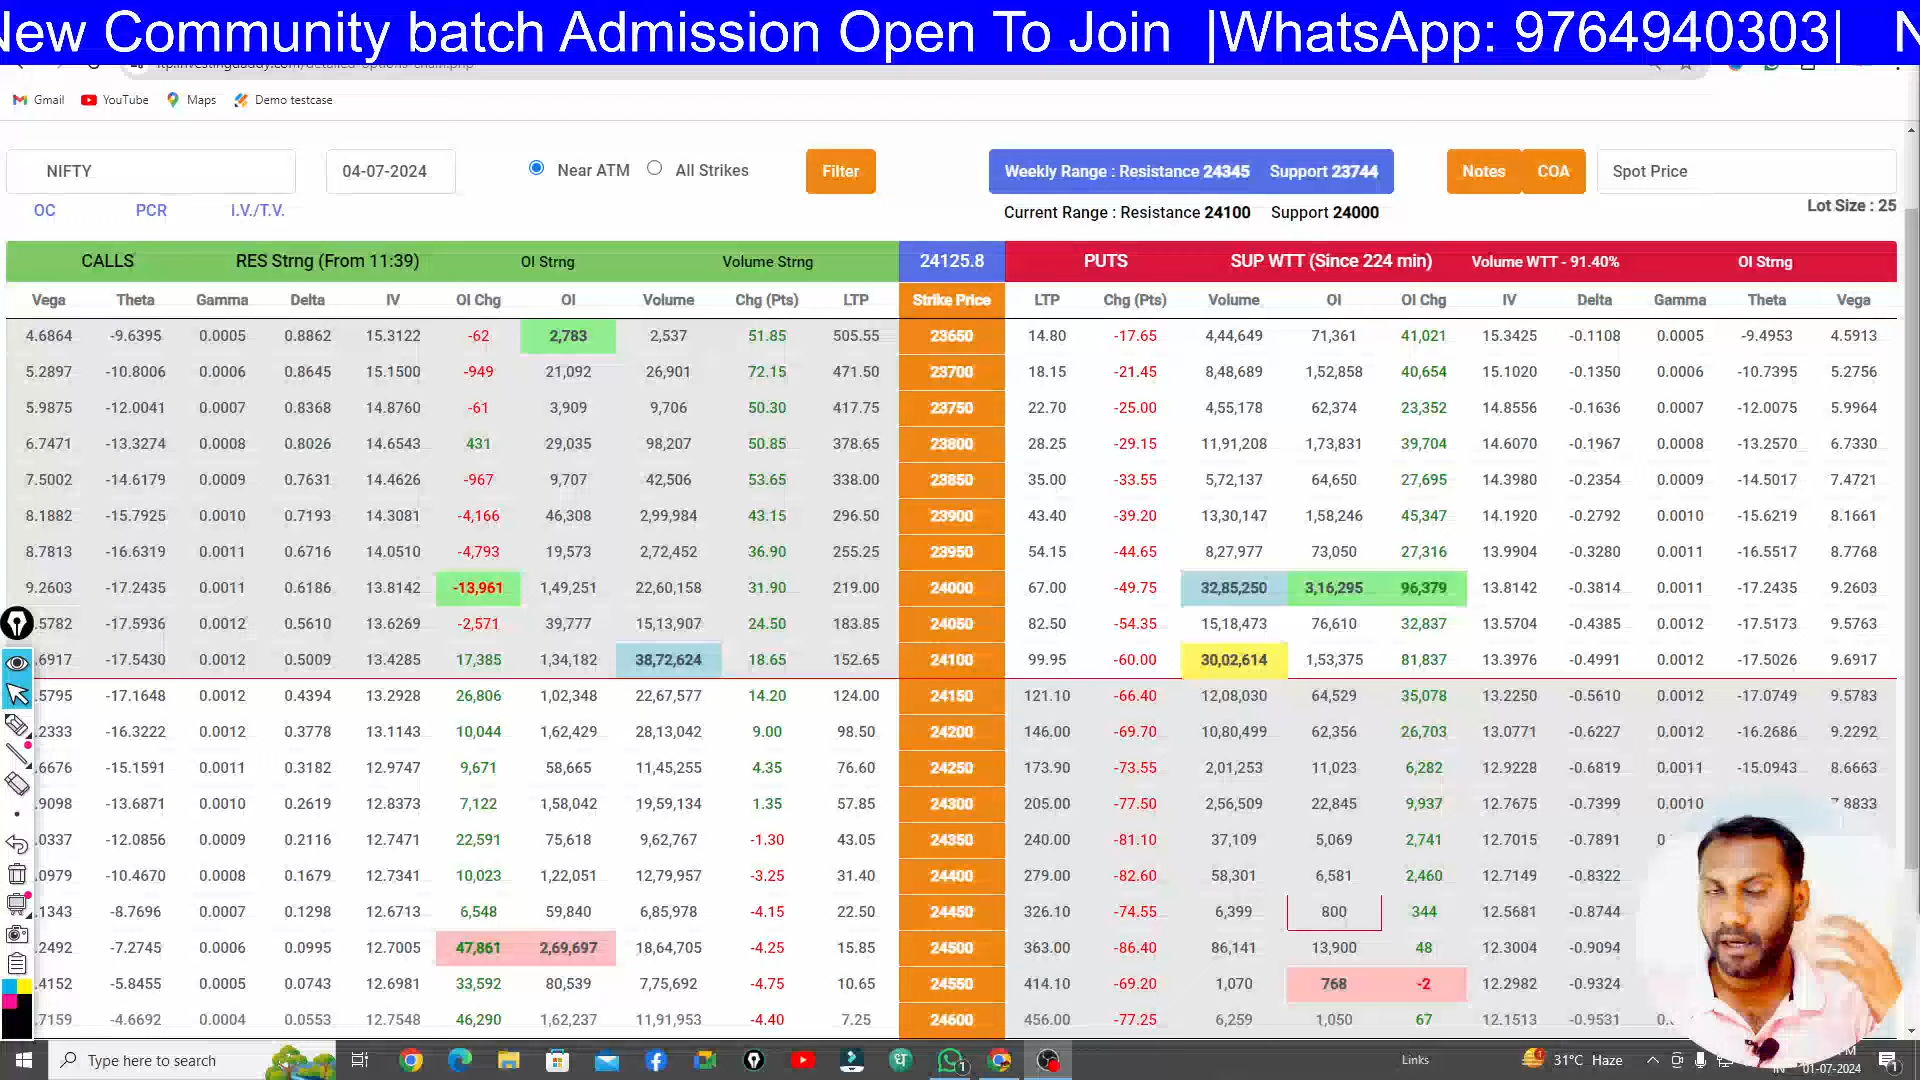 New Community batch Admission Open To Join |WhatsApp: 9764940303| N
Gmail YouTube Maps Demo testcase
NIFTY 04-07-2024 Near ATM All Strikes Filter Weekly Range : Resistance 24345 Support 23744 Notes COA Spot Price
OC PCR I.V./T.V. Current Range : Resistance 24100 Support 24000 Lot Size : 25
CALLS RES Strng (From 11:39) OI Strng Volume Strng 24125.8 PUTS SUP WTT (Since 224 min) Volume WTT - 91.40% OI Strng
Vega Theta Gamma Delta IV OI Chg OI Volume Chg (Pts) LTP Strike Price LTP Chg (Pts) Volume OI OI Chg IV Delta Gamma Theta Vega
4.6864 -9.6395 0.0005 0.8862 15.3122 -62 2,783 2,537 51.85 505.55 23650 14.80 -17.65 4,44,649 71,361 41,021 15.3425 -0.1108 0.0005 -9.4953 4.5913
5.2897 -10.8006 0.0006 0.8645 15.1500 -949 21,092 26,901 72.15 471.50 23700 18.15 -21.45 8,48,689 1,52,858 40,654 15.1020 -0.1350 0.0006 -10.7395 5.2756
5.9875 -12.0041 0.0007 0.8368 14.8760 -61 3,909 9,706 50.30 417.75 23750 22.70 -25.00 4,55,178 62,374 23,352 14.8556 -0.1636 0.0007 -12.0075 5.9964
6.7471 -13.3274 0.0008 0.8026 14.6543 431 29,035 98,207 50.85 378.65 23800 28.25 -29.15 11,91,208 1,73,831 39,704 14.6070 -0.1967 0.0008 -13.2570 6.7330
7.5002 -14.6179 0.0009 0.7631 14.4626 -967 9,707 42,506 53.65 338.00 23850 35.00 -33.55 5,72,137 64,650 27,695 14.3980 -0.2354 0.0009 -14.5017 7.4721
8.1882 -15.7925 0.0010 0.7193 14.3081 -4,166 46,308 2,99,984 43.15 296.50 23900 43.40 -39.20 13,30,147 1,58,246 45,347 14.1920 -0.2792 0.0010 -15.6219 8.1661
8.7813 -16.6319 0.0011 0.6716 14.0510 -4,793 19,573 2,72,452 36.90 255.25 23950 54.15 -44.65 8,27,977 73,050 27,316 13.9904 -0.3280 0.0011 -16.5517 8.7768
9.2603 -17.2435 0.0011 0.6186 13.8142 -13,961 1,49,251 22,60,158 31.90 219.00 24000 67.00 -49.75 32,85,250 3,16,295 96,379 13.8142 -0.3814 0.0011 -17.2435 9.2603
.5782 -17.5936 0.0012 0.5610 13.6269 -2,571 39,777 15,13,907 24.50 183.85 24050 82.50 -54.35 15,18,473 76,610 32,837 13.5704 -0.4385 0.0012 -17.5173 9.5763
.6917 -17.5430 0.0012 0.5009 13.4285 17,385 1,34,182 38,72,624 18.65 152.65 24100 99.95 -60.00 30,02,614 1,53,375 81,837 13.3976 -0.4991 0.0012 -17.5026 9.6917
.5795 -17.1648 0.0012 0.4394 13.2928 26,806 1,02,348 22,67,577 14.20 124.00 24150 121.10 -66.40 12,08,030 64,529 35,078 13.2250 -0.5610 0.0012 -17.0749 9.5783
.2333 -16.3222 0.0012 0.3778 13.1143 10,044 1,62,429 28,13,042 9.00 98.50 24200 146.00 -69.70 10,80,499 62,356 26,703 13.0771 -0.6227 0.0012 -16.2686 9.2292
.6676 -15.1591 0.0011 0.3182 12.9747 9,671 58,665 11,45,255 4.35 76.60 24250 173.90 -73.55 2,01,253 11,023 6,282 12.9228 -0.6819 0.0011 -15.0943 8.6663
.9098 -13.6871 0.0010 0.2619 12.8373 7,122 1,58,042 19,59,134 1.35 57.85 24300 205.00 -77.50 2,56,509 22,845 9,937 12.7675 -0.7399 0.0010 7.8833
.0337 -12.0856 0.0009 0.2116 12.7471 22,591 75,618 9,62,767 -1.30 43.05 24350 240.00 -81.10 37,109 5,069 2,741 12.7015 -0.7891
.0979 -10.4670 0.0008 0.1679 12.7341 10,023 1,22,051 12,79,957 -3.25 31.40 24400 279.00 -82.60 58,301 6,581 2,460 12.7149 -0.8322
.1343 -8.7696 0.0007 0.1298 12.6713 6,548 59,840 6,85,978 -4.15 22.50 24450 326.10 -74.55 6,399 800 344 12.5681 -0.8744
.2492 -7.2745 0.0006 0.0995 12.7005 47,861 2,69,697 18,64,705 -4.25 15.85 24500 363.00 -86.40 86,141 13,900 48 12.3004 -0.9094
.4152 -5.8455 0.0005 0.0743 12.6981 33,592 80,539 7,75,692 -4.75 10.65 24550 414.10 -69.20 1,070 768 -2 12.2982 -0.9324
.7159 -4.6692 0.0004 0.0553 12.7548 46,290 1,62,237 11,91,953 -4.40 7.25 24600 456.00 -77.25 6,259 1,050 67 12.1513 -0.9531
Type here to search Links 31°C Haze 01-07-2024